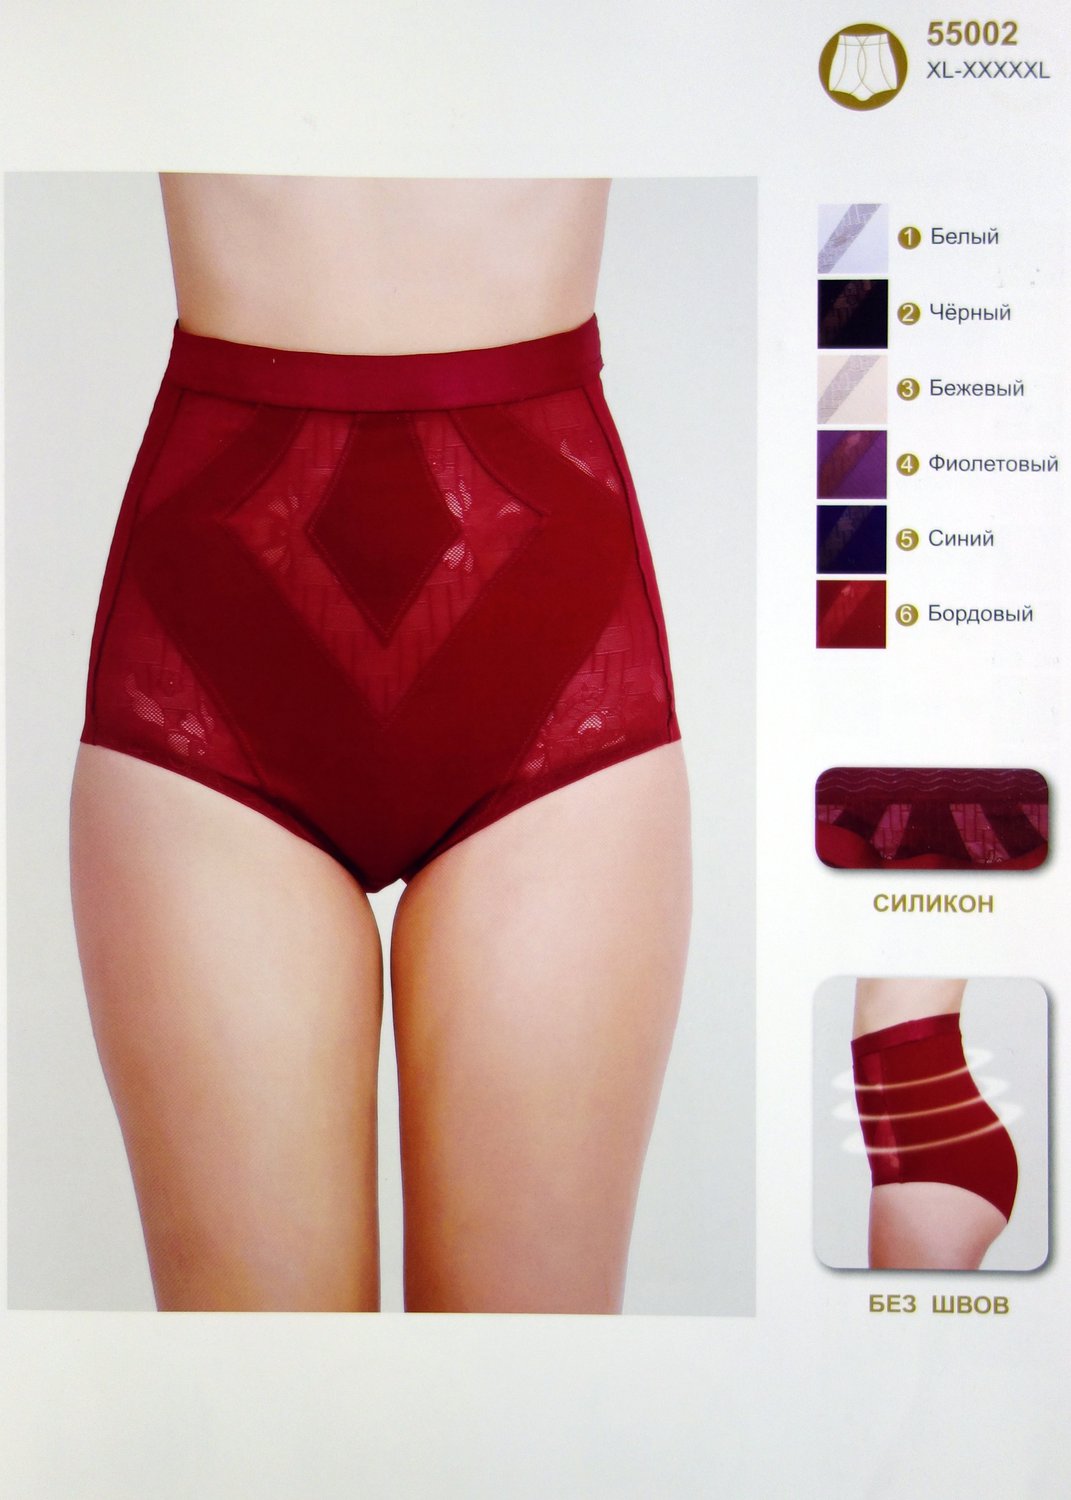 55002
XL-XXXXXL
1 Белый
2 Чёрный
3 Бежевый
4 Фиолетовый
5 Синий
6 Бордовый
СИЛИКОН
БЕЗ ШВОВ